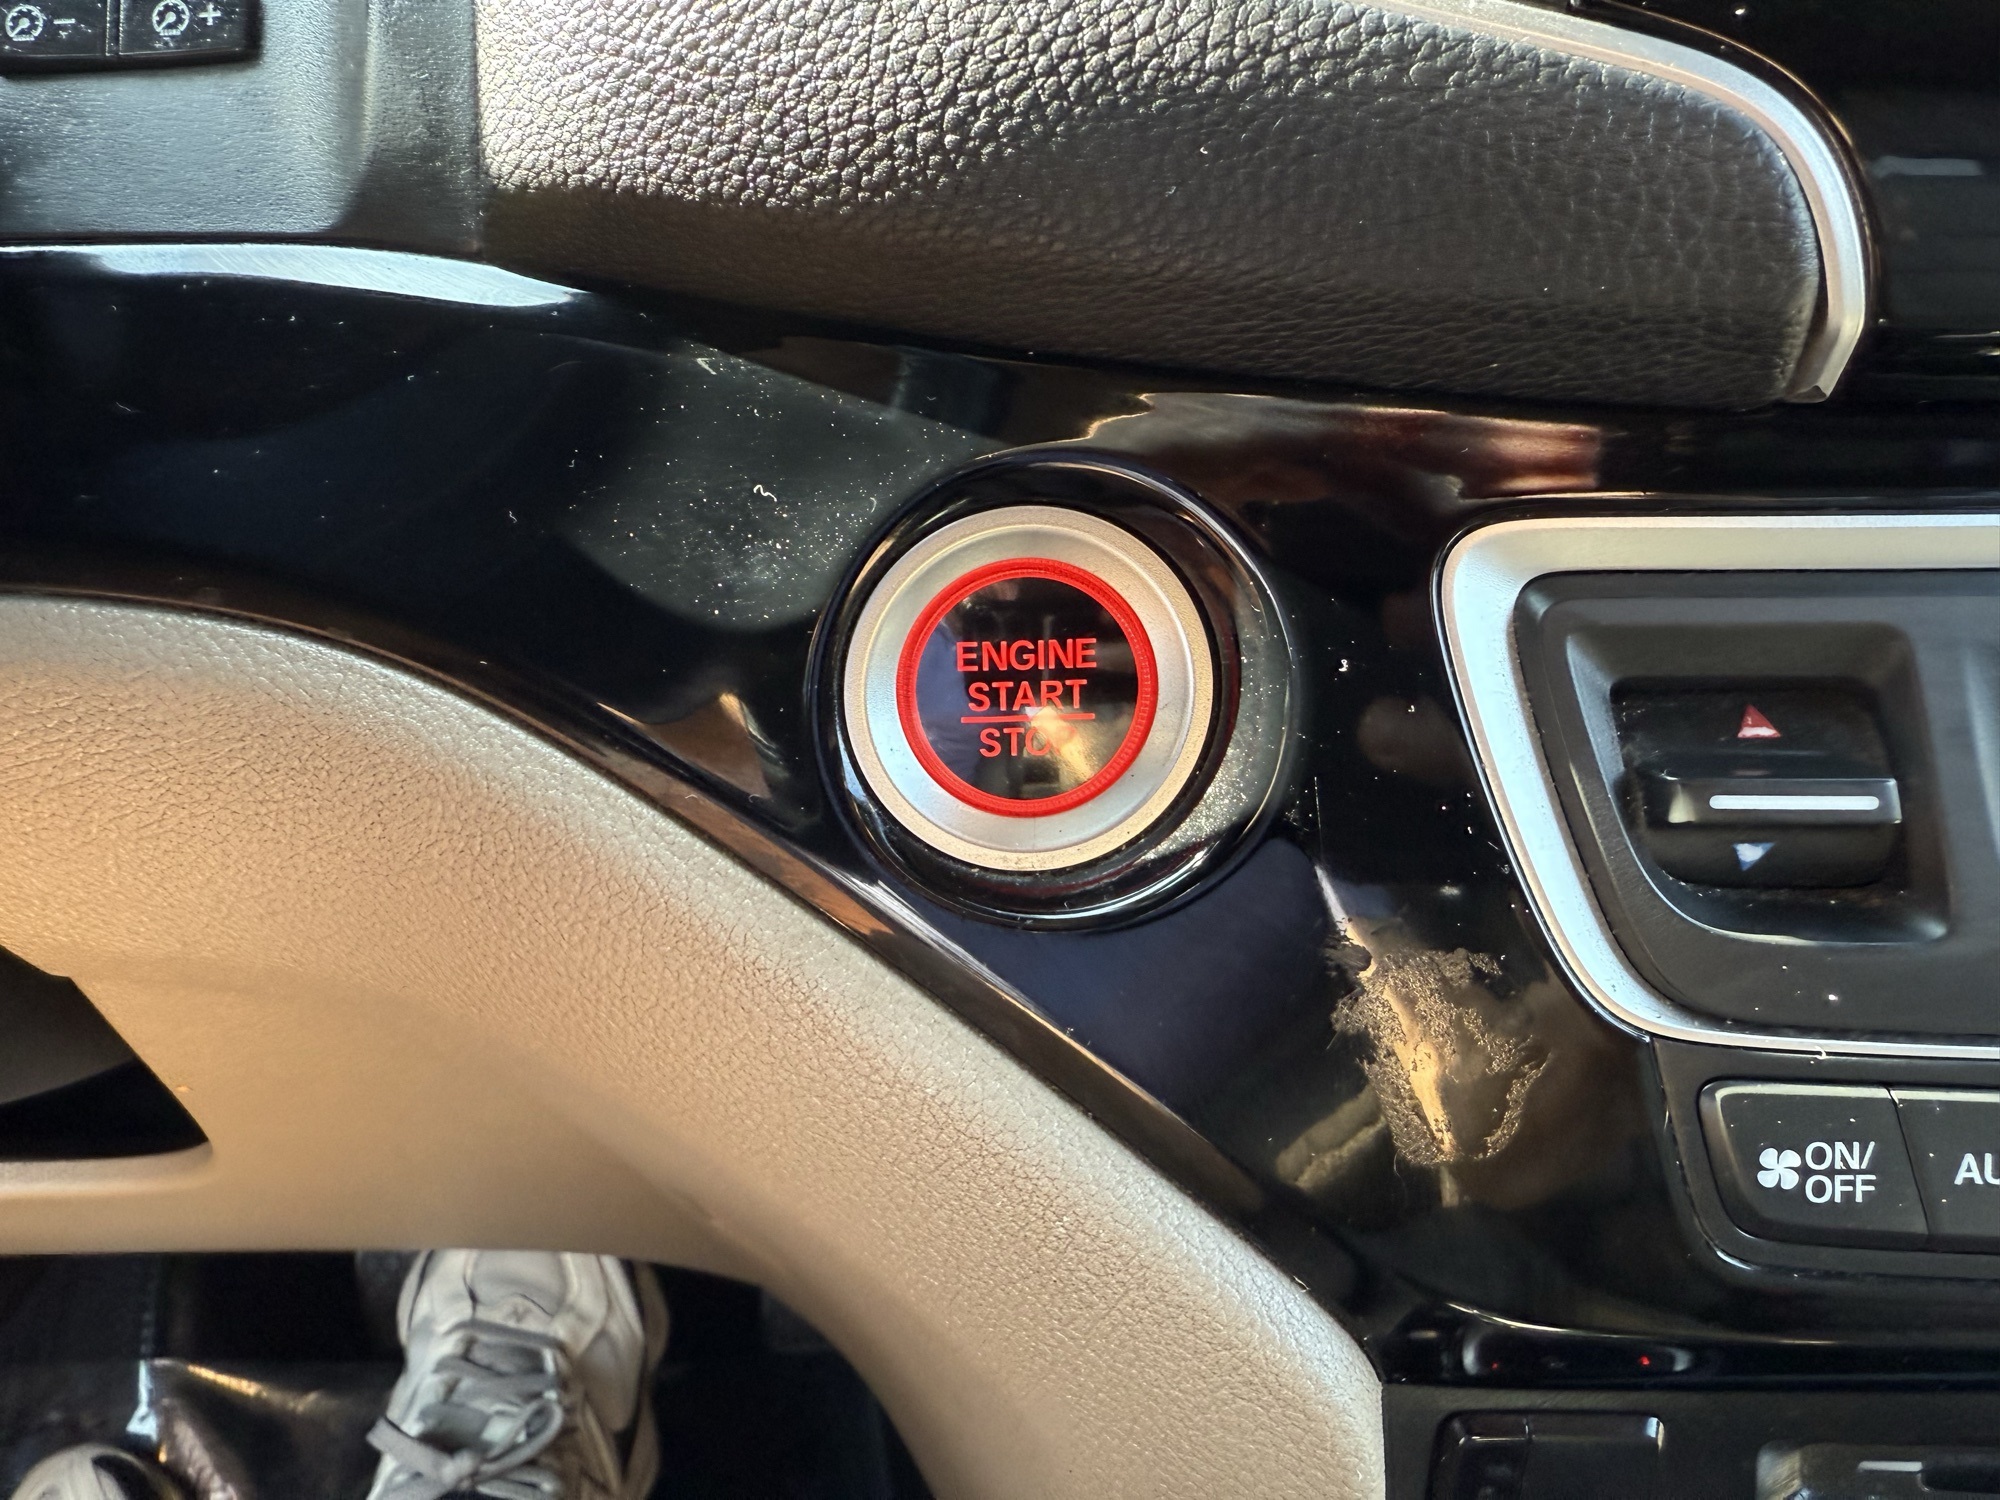 ENGINE
START
STOP
ON/
OFF